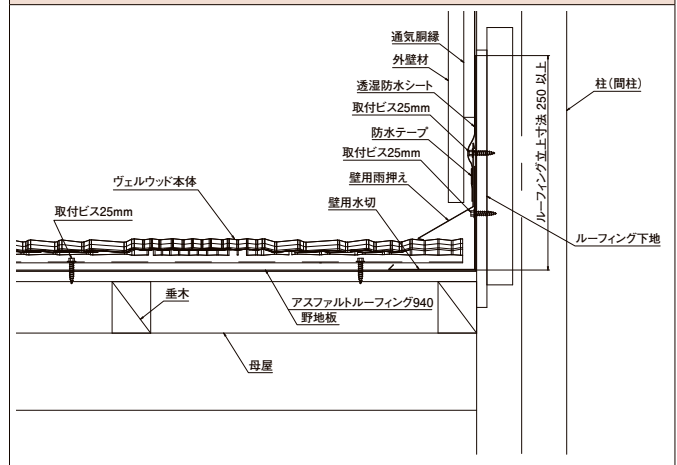 通気胴縁
外壁材
透湿防水シート
取付ビス25mm
防水テープ
取付ビス25mm
壁用雨押え
壁用水切
ヴェルウッド本体
取付ビス25mm
柱（間柱）
ルーフィング立上寸法 250 以上
ルーフィング下地
アスファルトルーフィング940
野地板
垂木
母屋